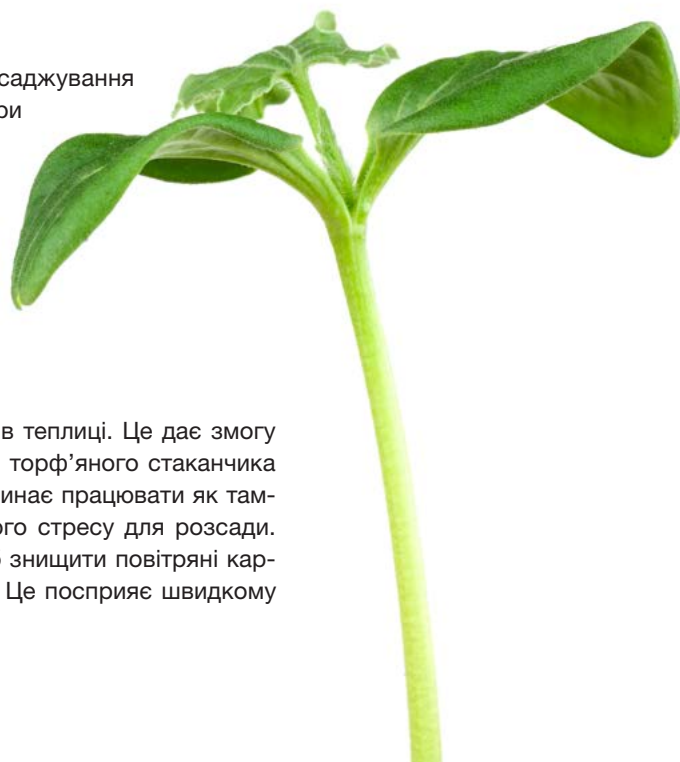 саджування
ри
в теплиці. Це дає змогу
торф’яного стаканчика
инає працювати як там-
ого стресу для розсади.
о знищити повітряні кар-
Це посприяє швидкому